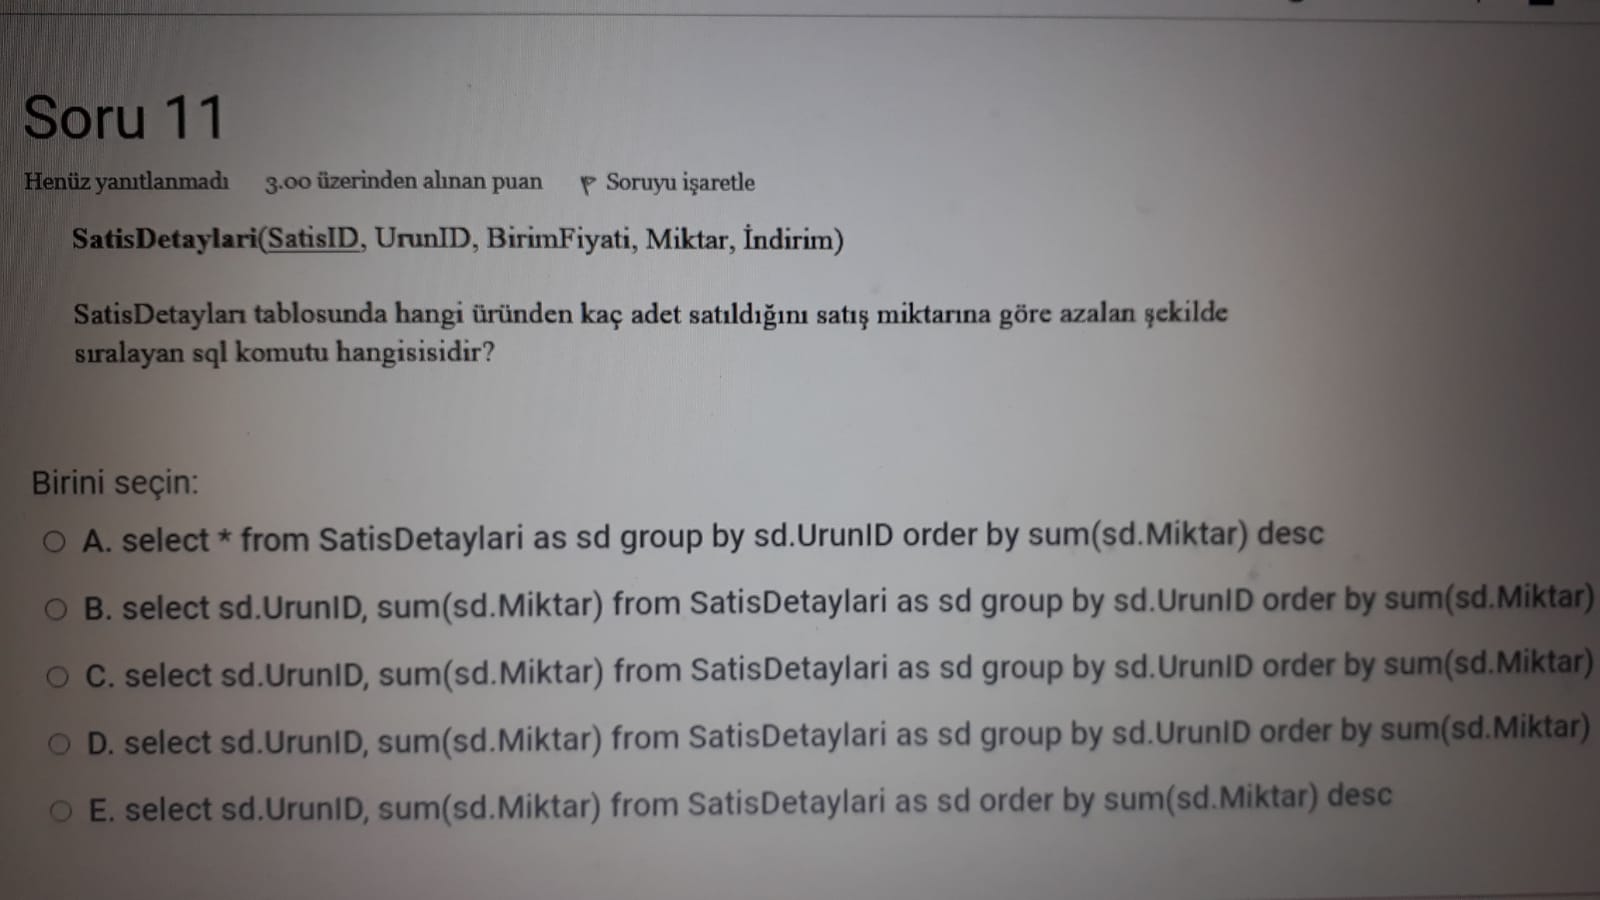 Soru 11
Henüz yanıtlanmadı 3.00 üzerinden alınan puan Soruyu işaretle
SatisDetaylari(SatisID, UrunID, BirimFiyati, Miktar, İndirim)
SatisDetayları tablosunda hangi üründen kaç adet satıldığını satış miktarına göre azalan şekilde
sıralayan sql komutu hangisisidir?
Birini seçin:
A. select * from SatisDetaylari as sd group by sd.UrunID order by sum(sd.Miktar) desc
B. select sd.UrunID, sum(sd.Miktar) from SatisDetaylari as sd group by sd.UrunID order by sum(sd.Miktar)
C. select sd.UrunID, sum(sd.Miktar) from SatisDetaylari as sd group by sd.UrunID order by sum(sd.Miktar)
D. select sd.UrunID, sum(sd.Miktar) from SatisDetaylari as sd group by sd.UrunID order by sum(sd.Miktar)
E. select sd.UrunID, sum(sd.Miktar) from SatisDetaylari as sd order by sum(sd.Miktar) desc